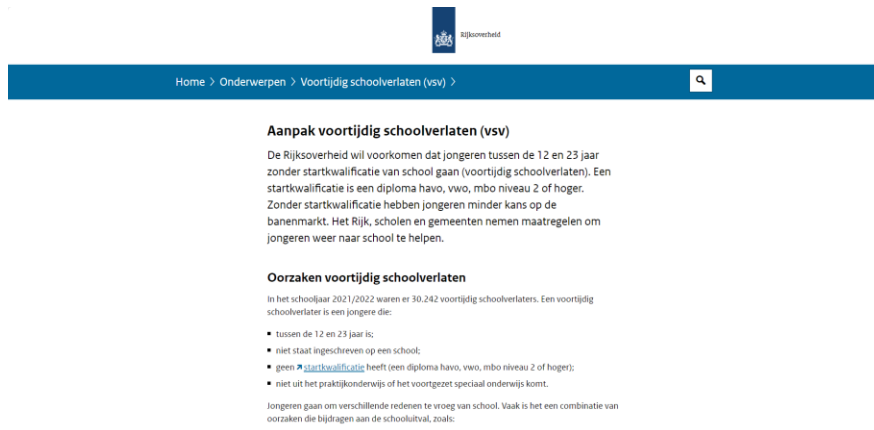 Rijksoverheid
Home > Onderwerpen > Voortijdig schoolverlaten (vsv) >
Aanpak voortijdig schoolverlaten (vsv)
De Rijksoverheid wil voorkomen dat jongeren tussen de 12 en 23 jaar
zonder startkwalificatie van school gaan (voortijdig schoolverlaten). Een
startkwalificatie is een diploma havo, vwo, mbo niveau 2 of hoger.
Zonder startkwalificatie hebben jongeren minder kans op de
banenmarkt. Het Rijk, scholen en gemeenten nemen maatregelen om
jongeren weer naar school te helpen.
Oorzaken voortijdig schoolverlaten
In het schooljaar 2021/2022 waren er 30.242 voortijdig schoolverlaters. Een voortijdig
schoolverlater is een jongere die:
▪ tussen de 12 en 23 jaar is;
▪ niet staat ingeschreven op een school;
▪ geen startkwalificatie heeft (een diploma havo, vwo, mbo niveau 2 of hoger);
▪ niet uit het praktijkonderwijs of het voortgezet speciaal onderwijs komt.
Jongeren gaan om verschillende redenen te vroeg van school. Vaak is het een combinatie van
oorzaken die bijdragen aan de schooluitval, zoals: